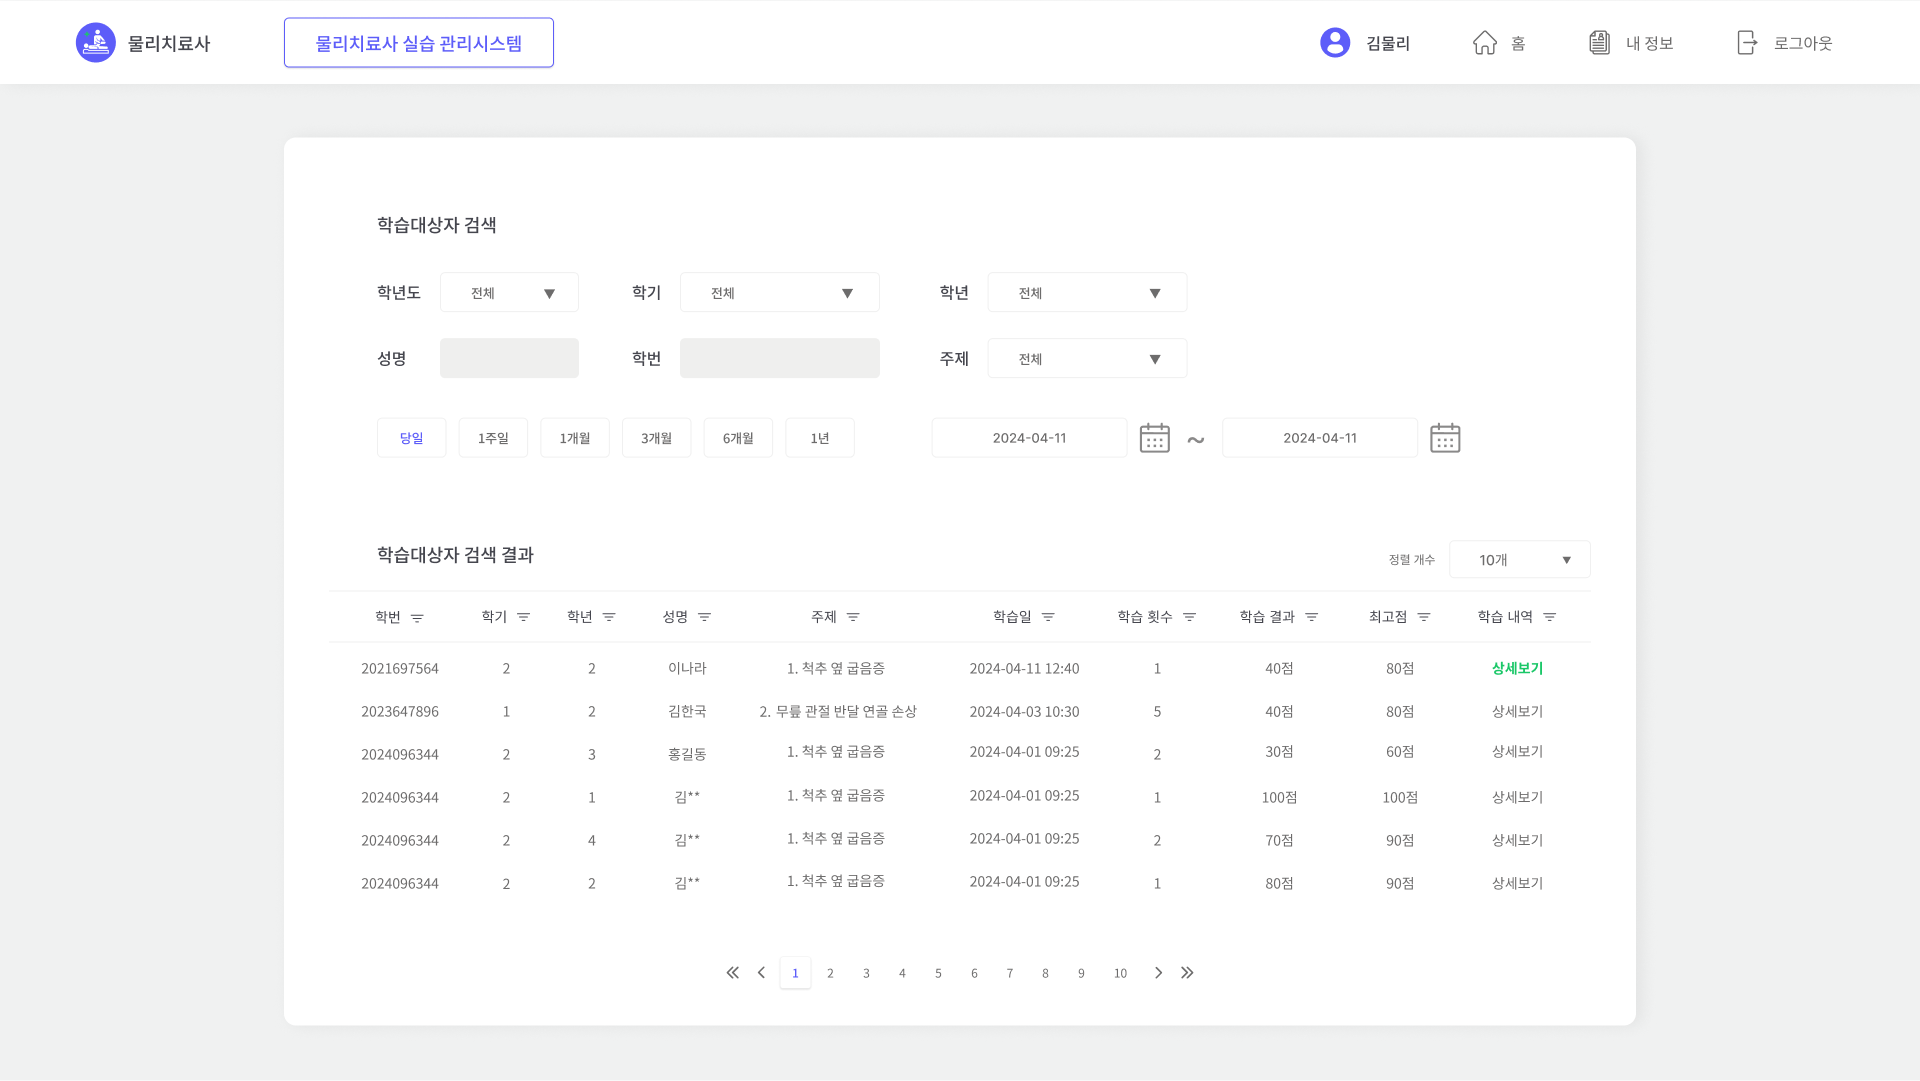 물리치료사
물리치료사 실습 관리시스템
김물리
홈
내 정보
로그아웃
학습대상자 검색
학년도 전체 ▼ 학기 전체 ▼ 학년 전체 ▼
성명 학번 주제 전체 ▼
당일 1주일 1개월 3개월 6개월 1년 2024-04-11 ~ 2024-04-11
학습대상자 검색 결과
정렬 개수 10개 ▼
학번 학기 학년 성명 주제 학습일 학습 횟수 학습 결과 최고점 학습 내역
2021697564 2 2 이나라 1. 척추 옆 굽음증 2024-04-11 12:40 1 40점 80점 상세보기
2023647896 1 2 김한국 2. 무릎 관절 반달 연골 손상 2024-04-03 10:30 5 40점 80점 상세보기
2024096344 2 3 홍길동 1. 척추 옆 굽음증 2024-04-01 09:25 2 30점 60점 상세보기
2024096344 2 1 김** 1. 척추 옆 굽음증 2024-04-01 09:25 1 100점 100점 상세보기
2024096344 2 4 김** 1. 척추 옆 굽음증 2024-04-01 09:25 2 70점 90점 상세보기
2024096344 2 2 김** 1. 척추 옆 굽음증 2024-04-01 09:25 1 80점 90점 상세보기
1 2 3 4 5 6 7 8 9 10